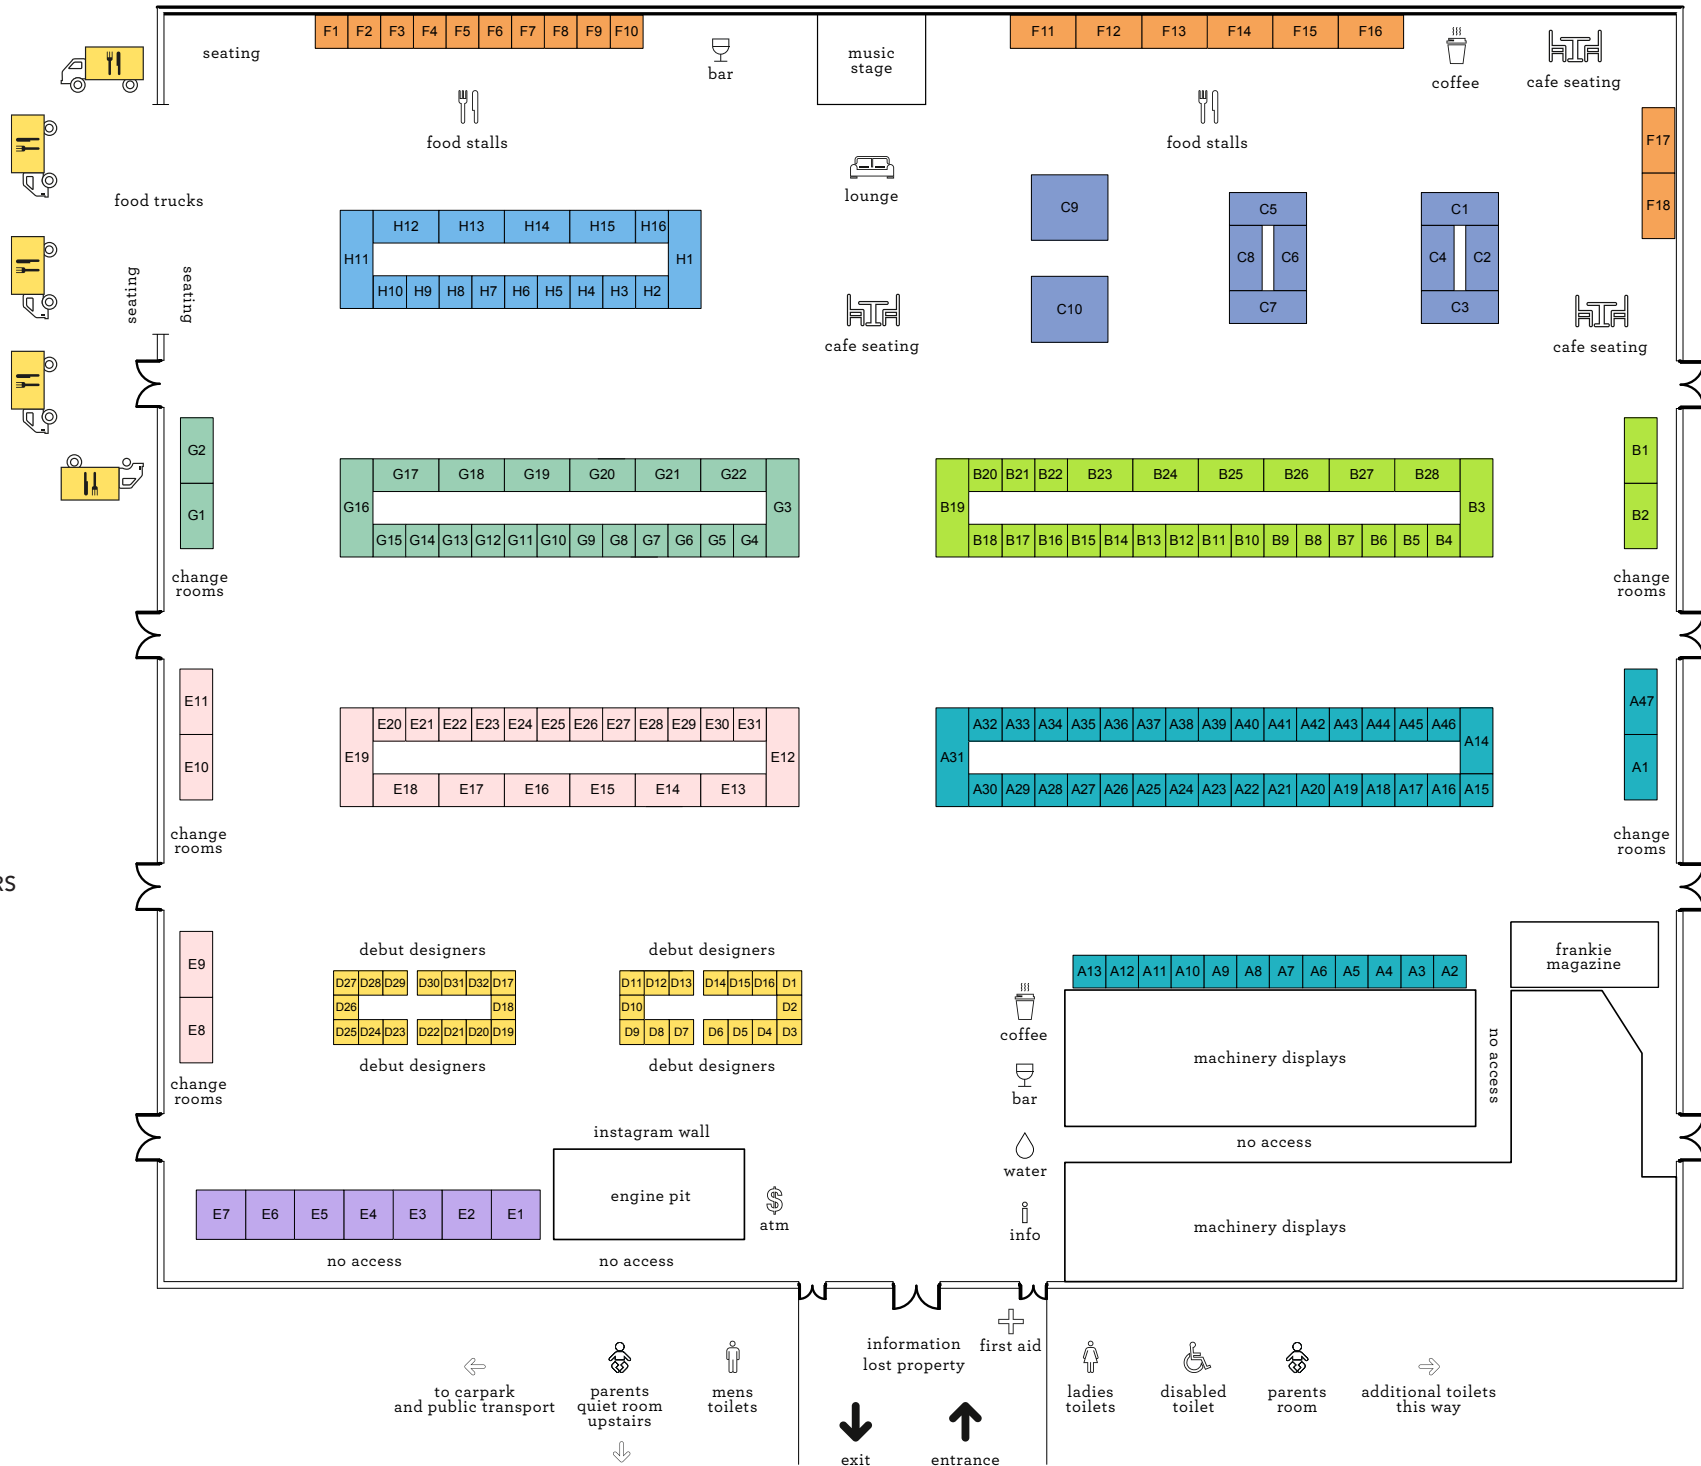 F1 F2 F3 F4 F5 F6 F7 F8 F9 F10
F11 F12 F13 F14 F15 F16
seating
bar
music
stage
coffee
cafe seating
food stalls
food stalls
F17
F18
lounge
food trucks
seating
seating
H12 H13 H14 H15 H16
H11
H1
H10 H9 H8 H7 H6 H5 H4 H3 H2
C9
C10
C5
C8 C6
C7
C1
C4 C2
C3
cafe seating
cafe seating
G2
G1
change
rooms
G17 G18 G19 G20 G21 G22
G16
G3
G15 G14 G13 G12 G11 G10 G9 G8 G7 G6 G5 G4
B20 B21 B22 B23 B24 B25 B26 B27 B28
B19
B3
B18 B17 B16 B15 B14 B13 B12 B11 B10 B9 B8 B7 B6 B5 B4
B1
B2
change
rooms
E11
E10
change
rooms
E20 E21 E22 E23 E24 E25 E26 E27 E28 E29 E30 E31
E19
E12
E18 E17 E16 E15 E14 E13
A32 A33 A34 A35 A36 A37 A38 A39 A40 A41 A42 A43 A44 A45 A46
A31
A14
A30 A29 A28 A27 A26 A25 A24 A23 A22 A21 A20 A19 A18 A17 A16 A15
A47
A1
change
rooms
RS
E9
E8
change
rooms
debut designers
D27 D28 D29 D30 D31 D32 D17
D26 D18
D25 D24 D23 D22 D21 D20 D19
debut designers
debut designers
D11 D12 D13 D14 D15 D16 D1
D10 D2
D9 D8 D7 D6 D5 D4 D3
debut designers
A13 A12 A11 A10 A9 A8 A7 A6 A5 A4 A3 A2
frankie
magazine
coffee
machinery displays
no access
bar
no access
water
info
machinery displays
instagram wall
engine pit
atm
E7 E6 E5 E4 E3 E2 E1
no access
no access
information
lost property
first aid
to carpark
and public transport
parents
quiet room
upstairs
mens
toilets
exit
entrance
ladies
toilets
disabled
toilet
parents
room
additional toilets
this way